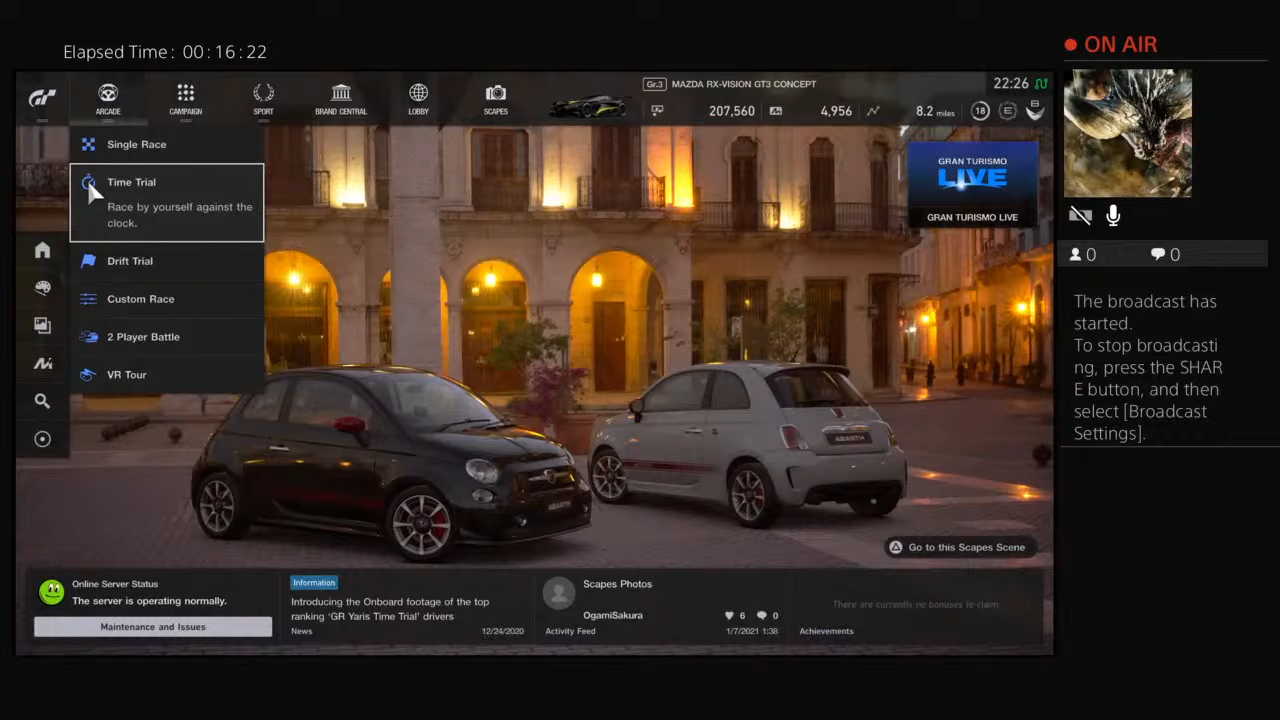 Elapsed Time: 00:16:22
ON AIR
ARCADE
CAMPAIGN
SPORT
BRAND CENTRAL
LOBBY
SCAPES
Gr.3 MAZDA RX-VISION GT3 CONCEPT
22:26
207,560
4,956
8.2 miles
18
E
Single Race
Time Trial
Race by yourself against the
clock.
Drift Trial
Custom Race
2 Player Battle
VR Tour
GRAN TURISMO
LIVE
GRAN TURISMO LIVE
0
0
The broadcast has
started.
To stop broadcasti
ng, press the SHAR
E button, and then
select [Broadcast
Settings].
ABARTH
ABARTH
Go to this Scapes Scene
Online Server Status
The server is operating normally.
Maintenance and Issues
Information
Introducing the Onboard footage of the top
ranking 'GR Yaris Time Trial' drivers
News
12/24/2020
Scapes Photos
OgamiSakura
6
0
Activity Feed
1/7/2021 1:38
There are currently no bonuses to claim
Achievements